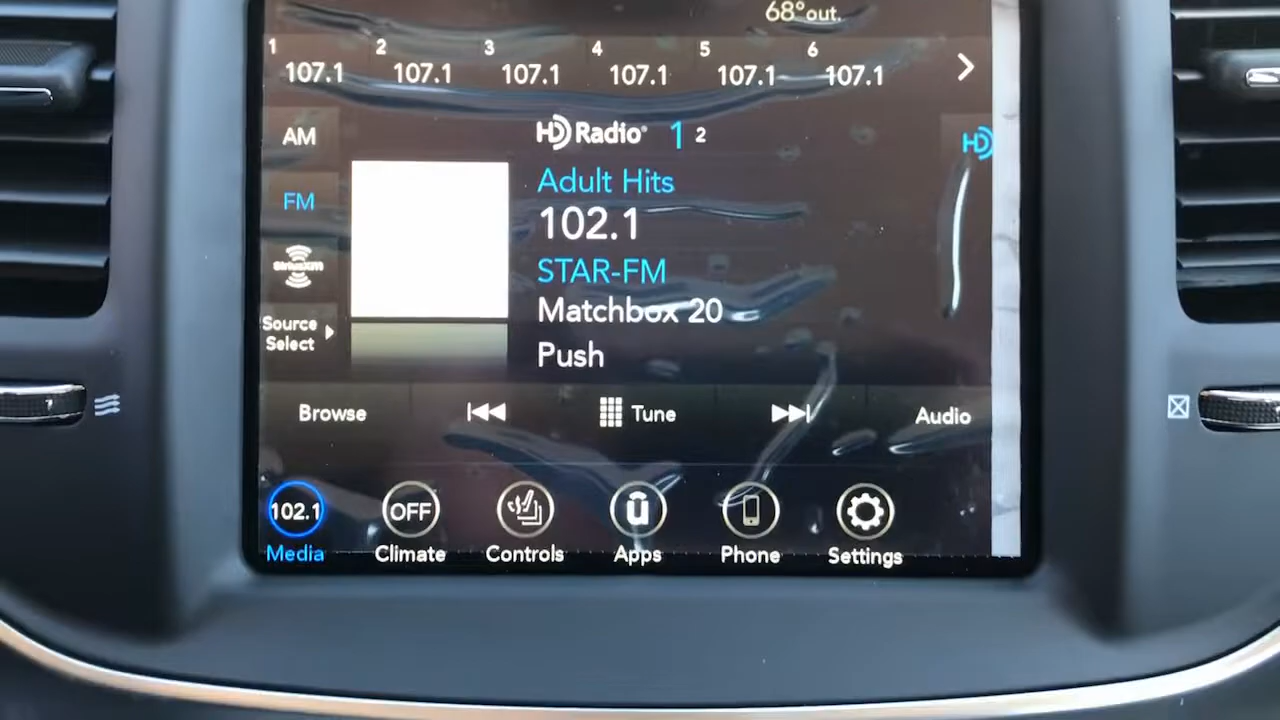 68°out.
1 2 3 4 5 6
107.1 107.1 107.1 107.1 107.1 107.1
AM
HD Radio 1 2
HD
Adult Hits
FM
102.1
siriusxm
STAR-FM
Matchbox 20
Source
Select
Push
Browse
Tune
Audio
102.1 OFF
Media Climate Controls Apps Phone Settings